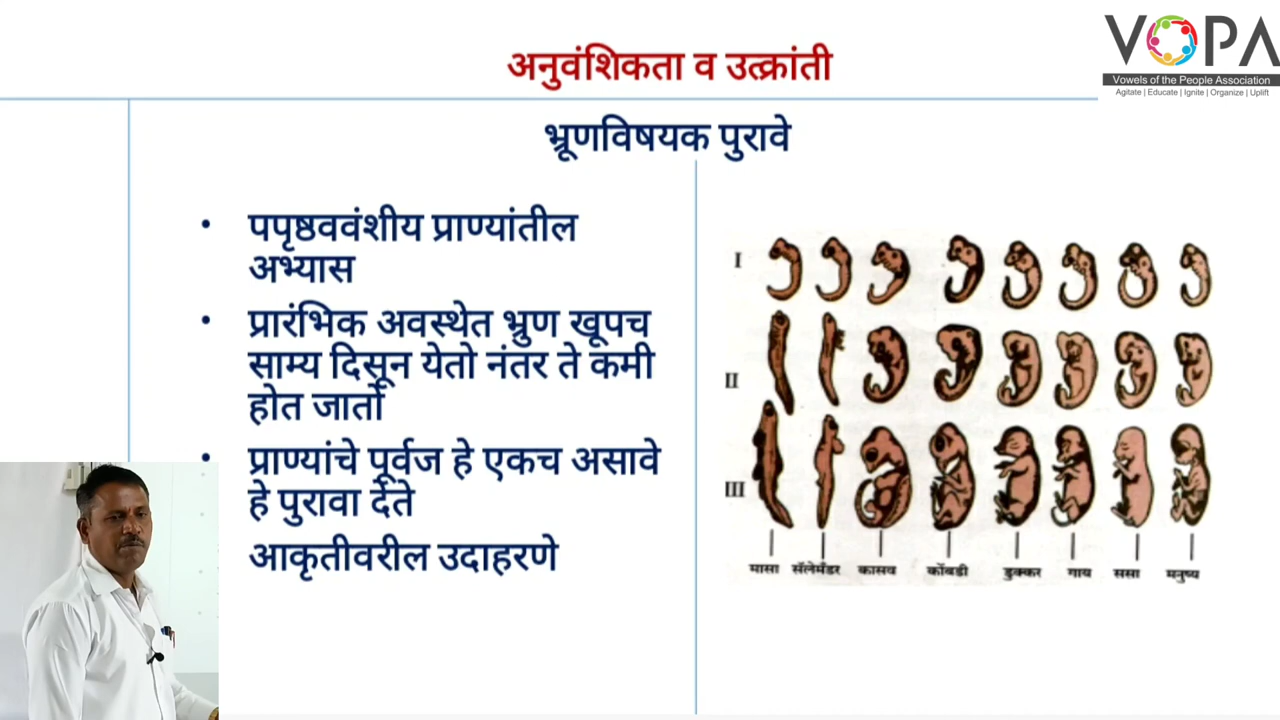 अनुवंशिकता व उत्क्रांती
VOPA
Vowels of the People Association
Agitate | Educate | Ignite | Organize | Uplift
भ्रूणविषयक पुरावे
• पपृष्ठववंशीय प्राण्यांतील
अभ्यास
• प्रारंभिक अवस्थेत भ्रुण खूपच
साम्य दिसून येतो नंतर ते कमी
होत जातो
• प्राण्यांचे पूर्वज हे एकच असावे
हे पुरावा देते
आकृतीवरील उदाहरणे
I
II
III
मासा सॅलेमँडर कासव कोंबडी डुक्कर गाय ससा मनुष्य